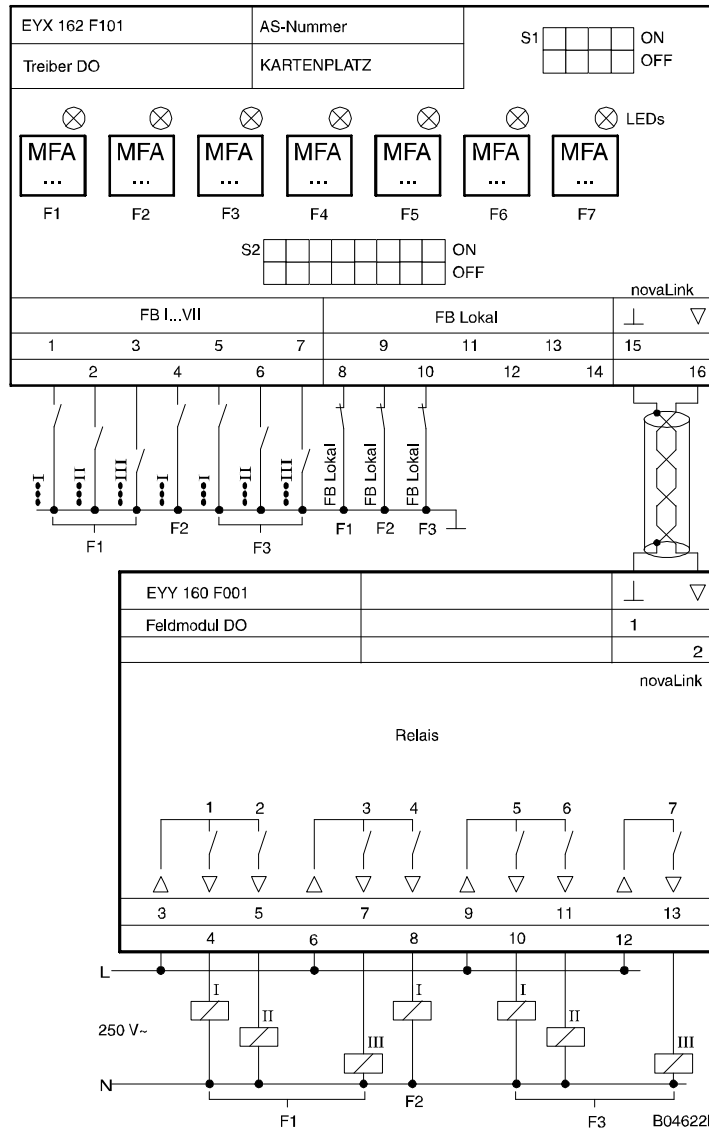 EYX 162 F101 AS-Nummer S1 ON
OFF
Treiber DO KARTENPLATZ
LEDs
MFA MFA MFA MFA MFA MFA MFA
... ... ... ... ... ... ...
F1 F2 F3 F4 F5 F6 F7
S2 ON
OFF
novaLink
FB I...VII FB Lokal
1 3 5 7 9 11 13 15
2 4 6 8 10 12 14 16
I II III I I II III FB Lokal FB Lokal FB Lokal
F1 F2 F3 F1 F2 F3
EYY 160 F001
Feldmodul DO 1
2
novaLink
Relais
1 2 3 4 5 6 7
3 5 7 9 11 13
4 6 8 10 12
L
I II III I I II III
250 V~
N
F1 F2 F3